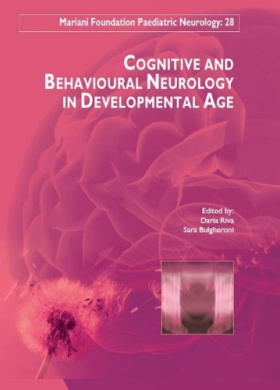 Mariani Foundation Paediatric Neurology: 28
COGNITIVE AND
BEHAVIOURAL NEUROLOGY
IN DEVELOPMENTAL AGE
Edited by:
Daria Riva
Sara Bulgheroni